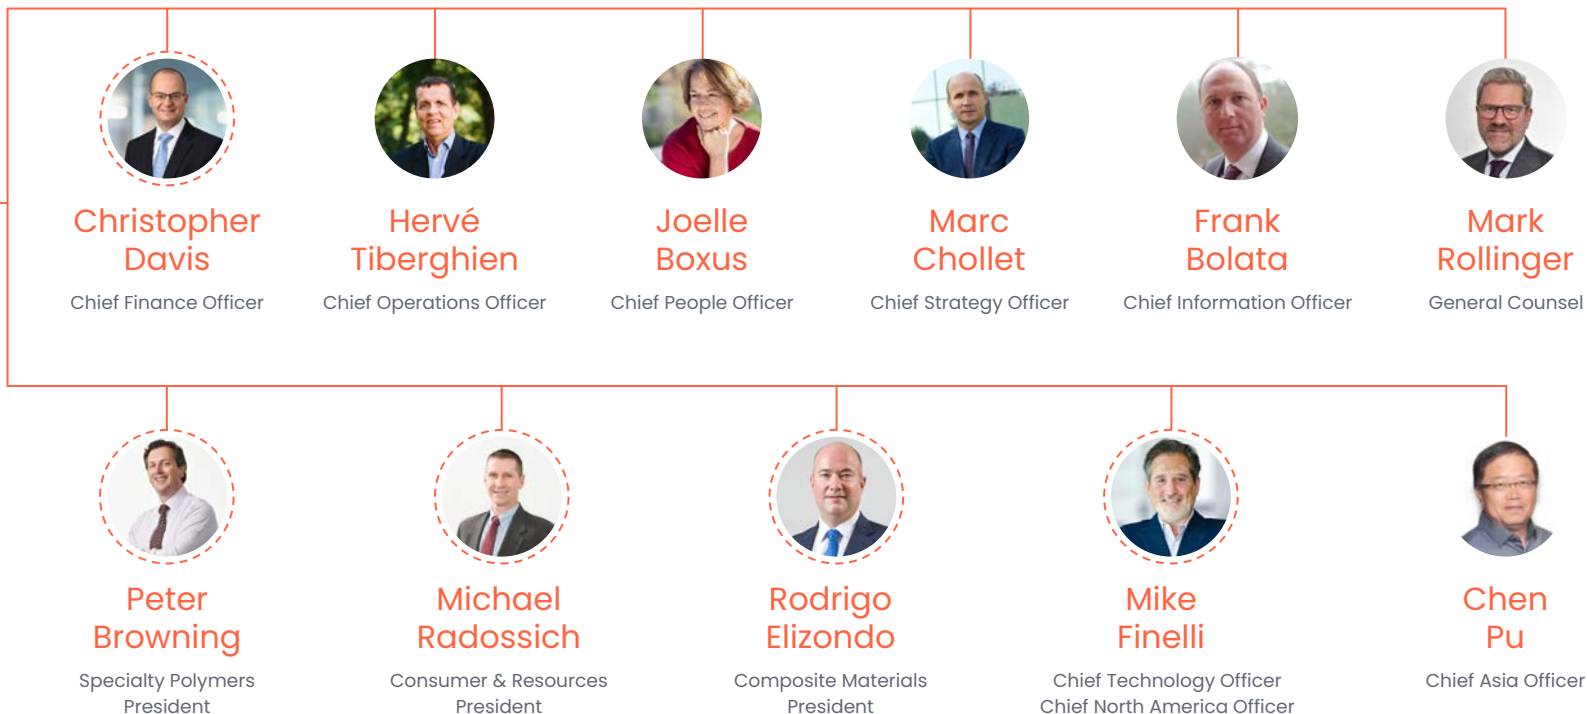 Christopher
Davis
Chief Finance Officer
Hervé
Tiberghien
Chief Operations Officer
Joelle
Boxus
Chief People Officer
Marc
Chollet
Chief Strategy Officer
Frank
Bolata
Chief Information Officer
Mark
Rollinger
General Counsel
Peter
Browning
Specialty Polymers
President
Michael
Radossich
Consumer & Resources
President
Rodrigo
Elizondo
Composite Materials
President
Mike
Finelli
Chief Technology Officer
Chief North America Officer
Chen
Pu
Chief Asia Officer